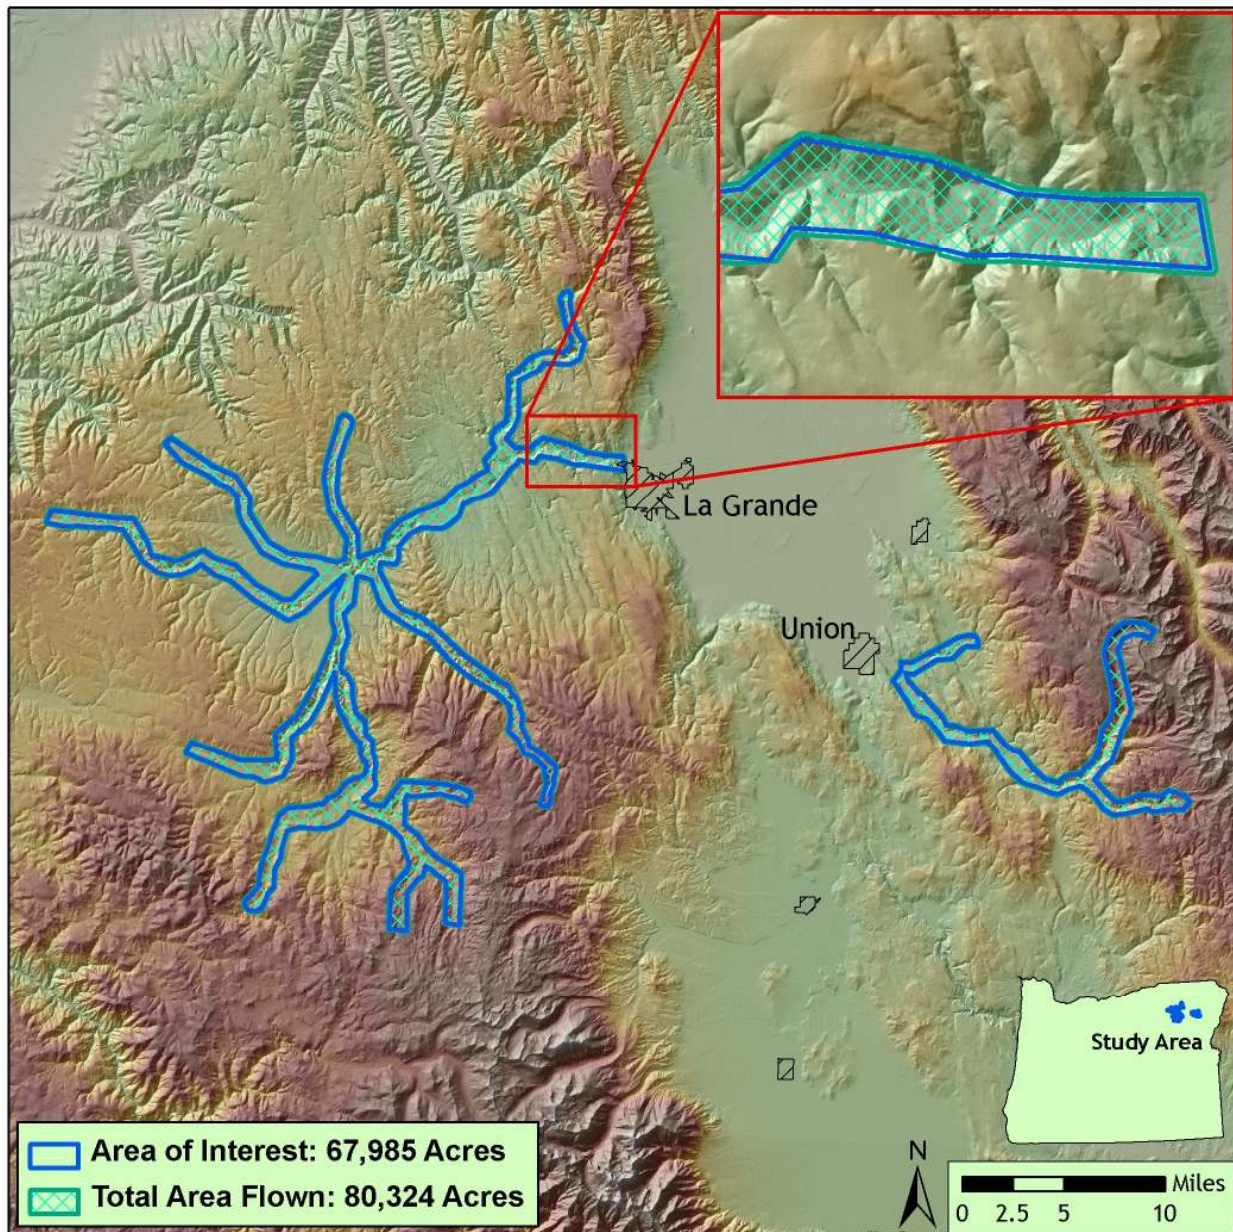 La Grande
Union
Study Area
Area of Interest: 67,985 Acres
Total Area Flown: 80,324 Acres
N
Miles
0 2.5 5 10